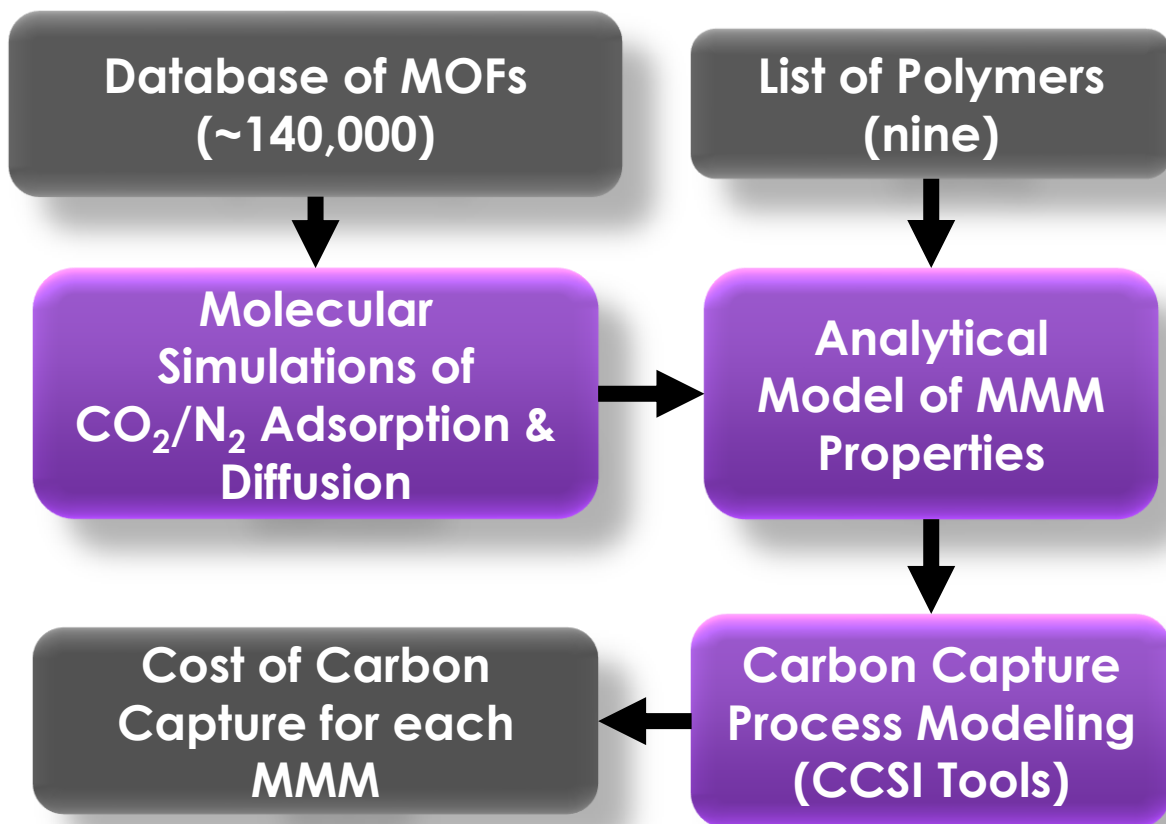 Database of MOFs
(~140,000)
List of Polymers
(nine)
Molecular
Simulations of
CO₂/N₂ Adsorption &
Diffusion
Analytical
Model of MMM
Properties
Carbon Capture
Process Modeling
(CCSI Tools)
Cost of Carbon
Capture for each
MMM